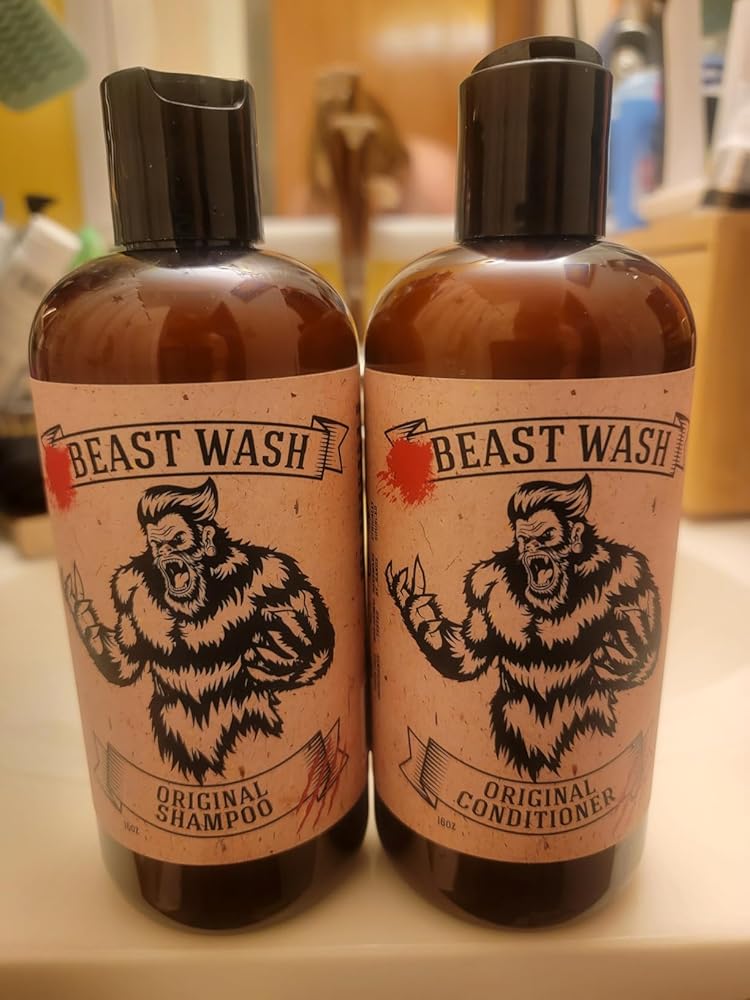 BEAST WASH
ORIGINAL
SHAMPOO
16OZ
BEAST WASH
ORIGINAL
CONDITIONER
16OZ